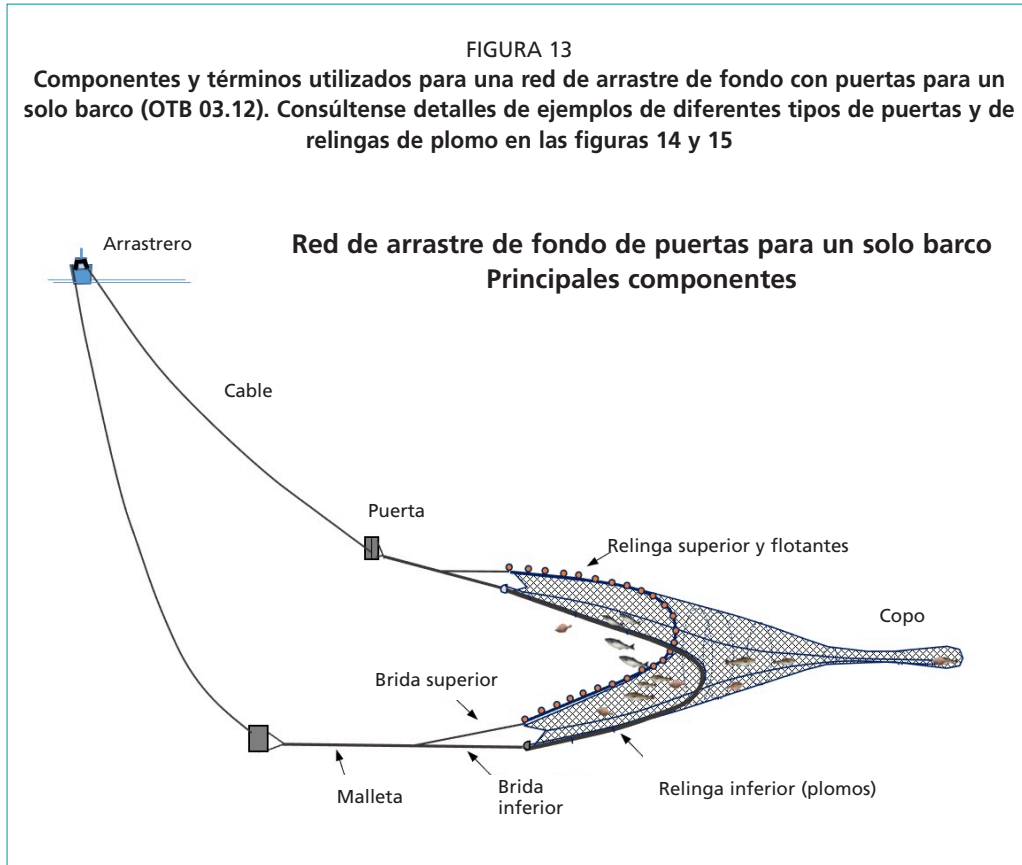 FIGURA 13
Componentes y términos utilizados para una red de arrastre de fondo con puertas para un
solo barco (OTB 03.12). Consúltense detalles de ejemplos de diferentes tipos de puertas y de
relingas de plomo en las figuras 14 y 15
Red de arrastre de fondo de puertas para un solo barco
Principales componentes
Arrastrero
Cable
Puerta
Relinga superior y flotantes
Copo
Brida superior
Malleta
Brida
inferior
Relinga inferior (plomos)